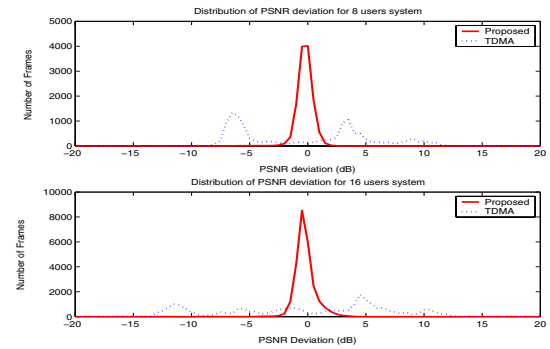 Distribution of PSNR deviation for 8 users system
5000
4000
3000
2000
1000
0
Number of Frames
Proposed
TDMA
−20 −15 −10 −5 0 5 10 15 20
PSNR deviation (dB)
Distribution of PSNR deviation for 16 users system
10000
8000
6000
4000
2000
0
Number of Frames
Proposed
TDMA
−20 −15 −10 −5 0 5 10 15 20
PSNR Deviation (dB)